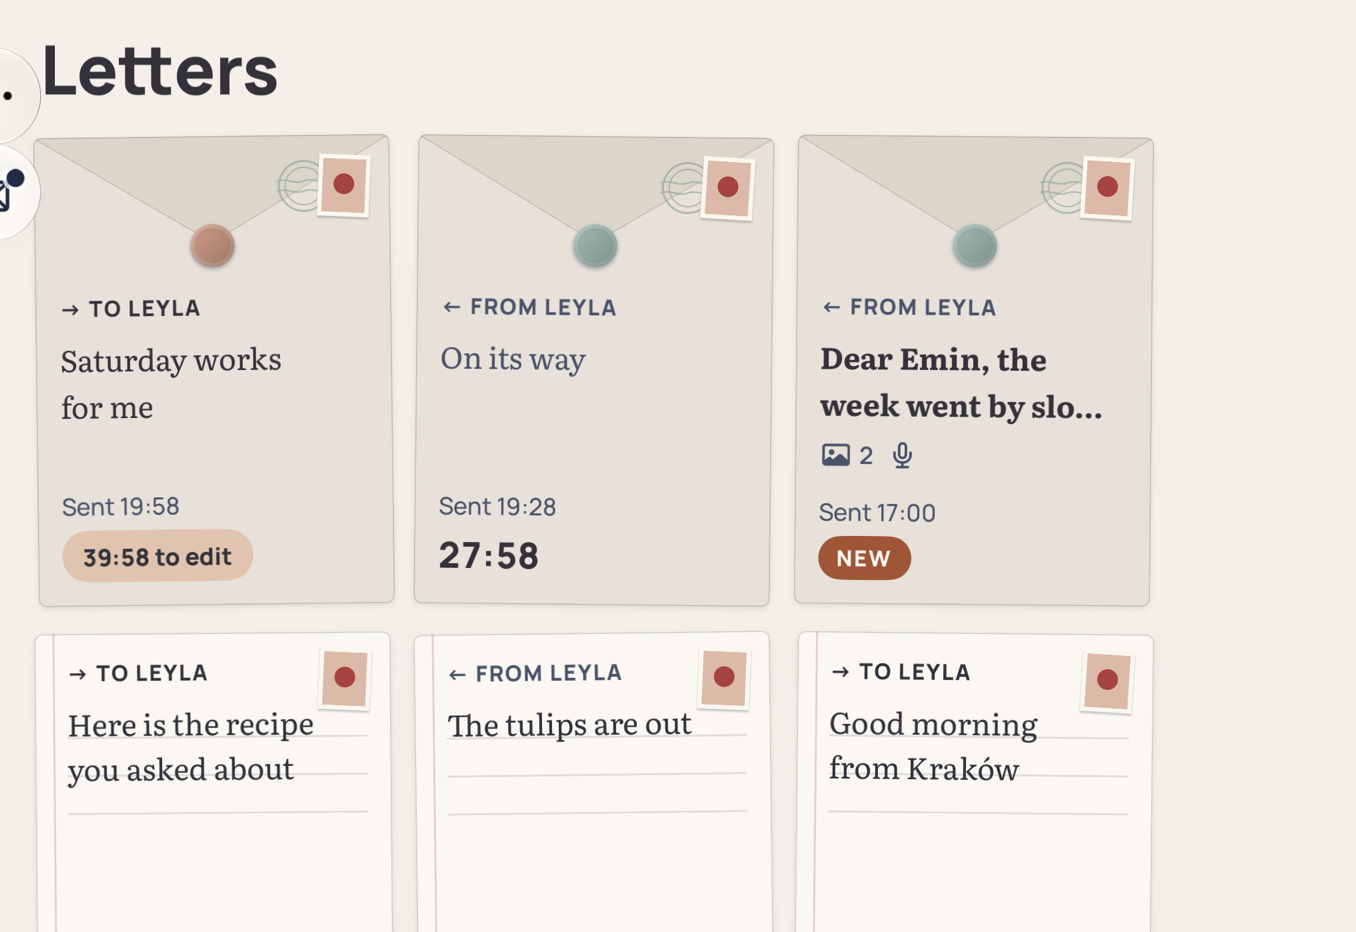 Letters
→ TO LEYLA
Saturday works
for me
Sent 19:58
39:58 to edit
← FROM LEYLA
On its way
Sent 19:28
27:58
← FROM LEYLA
Dear Emin, the
week went by slo...
2
Sent 17:00
NEW
→ TO LEYLA
Here is the recipe
you asked about
← FROM LEYLA
The tulips are out
→ TO LEYLA
Good morning
from Kraków